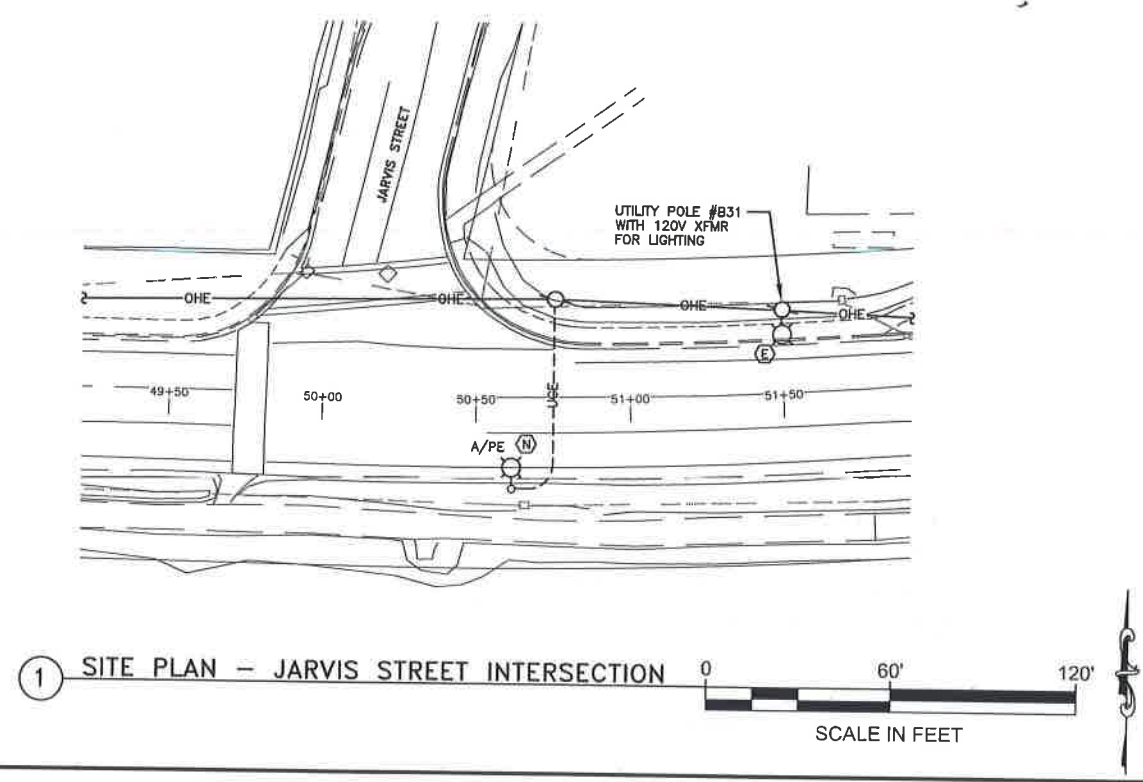 JARVIS STREET
UTILITY POLE #831
WITH 120V XFMR
FOR LIGHTING
OHE
OHE
OHE
OHE
E
49+50
50+00
50+50
51+00
51+50
UGE
A/PE
N
1
SITE PLAN – JARVIS STREET INTERSECTION
0
60'
120'
SCALE IN FEET